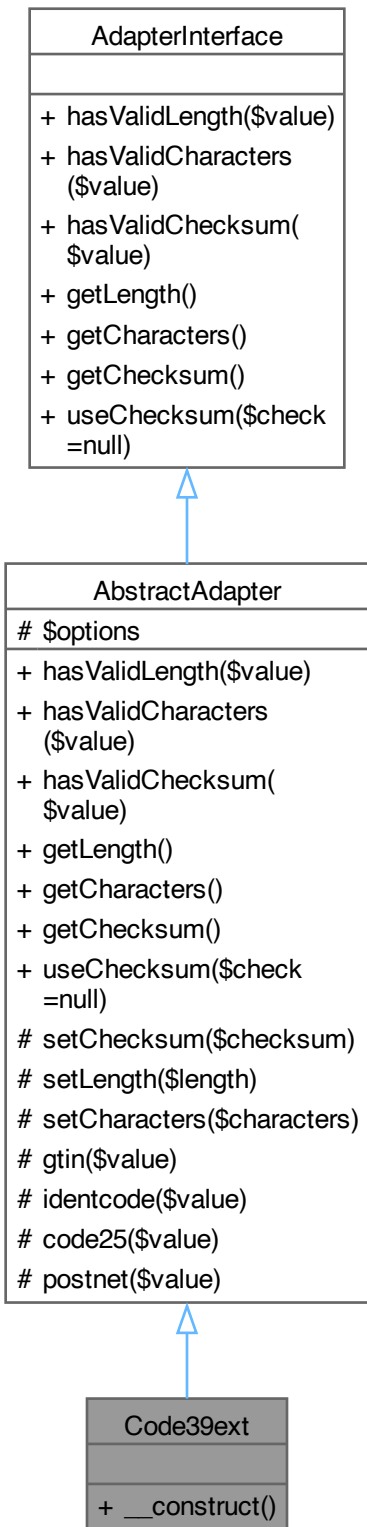 AdapterInterface
+ hasValidLength($value)
+ hasValidCharacters
($value)
+ hasValidChecksum(
$value)
+ getLength()
+ getCharacters()
+ getChecksum()
+ useChecksum($check
=null)
AbstractAdapter
# $options
+ hasValidLength($value)
+ hasValidCharacters
($value)
+ hasValidChecksum(
$value)
+ getLength()
+ getCharacters()
+ getChecksum()
+ useChecksum($check
=null)
# setChecksum($checksum)
# setLength($length)
# setCharacters($characters)
# gtin($value)
# identcode($value)
# code25($value)
# postnet($value)
Code39ext
+ __construct()